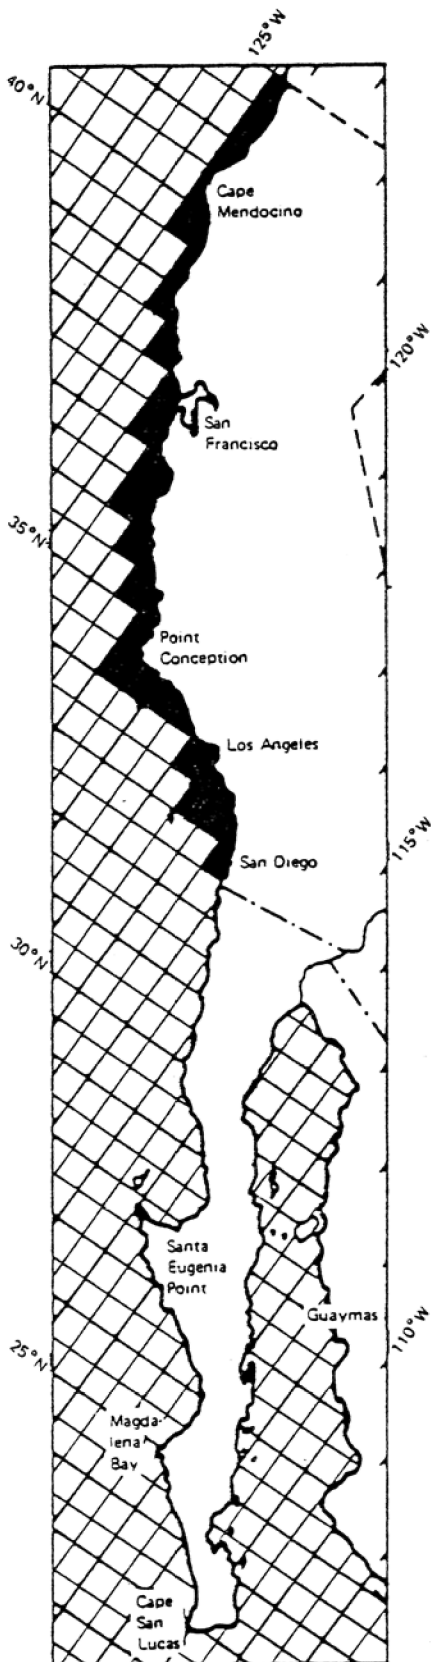 125°W
40°N
Cape
Mendocino
120°W
San
Francisco
35°N
Point
Conception
Los Angeles
115°W
San Diego
30°N
Santa
Eugenia
Point
Guaymas
110°W
25°N
Magda-
lena
Bay
Cape
San
Lucas